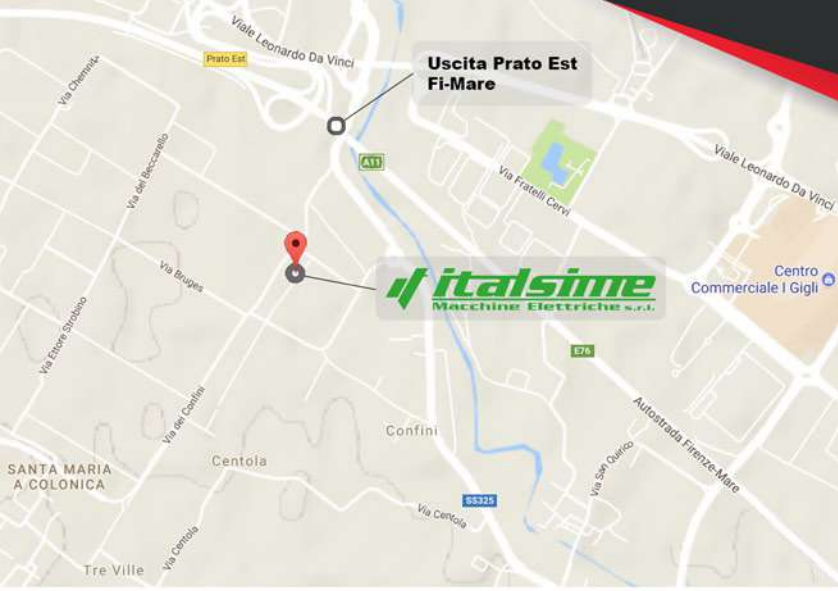 Viale Leonardo Da Vinci
Prato Est
Uscita Prato Est
Fi-Mare
Via Chemnitz
A11
Via del Beccarello
Via Fratelli Cervi
Viale Leonardo Da Vinci
Via Bruges
italsime
Macchine Elettriche s.r.l.
Centro
Commerciale I Gigli
Via Ettore Strobino
E76
Via dei Confini
Autostrada Firenze-Mare
Confini
SANTA MARIA
A COLONICA
Centola
Via San Quirico
SS325
Via Centola
Via Centola
Tre Ville